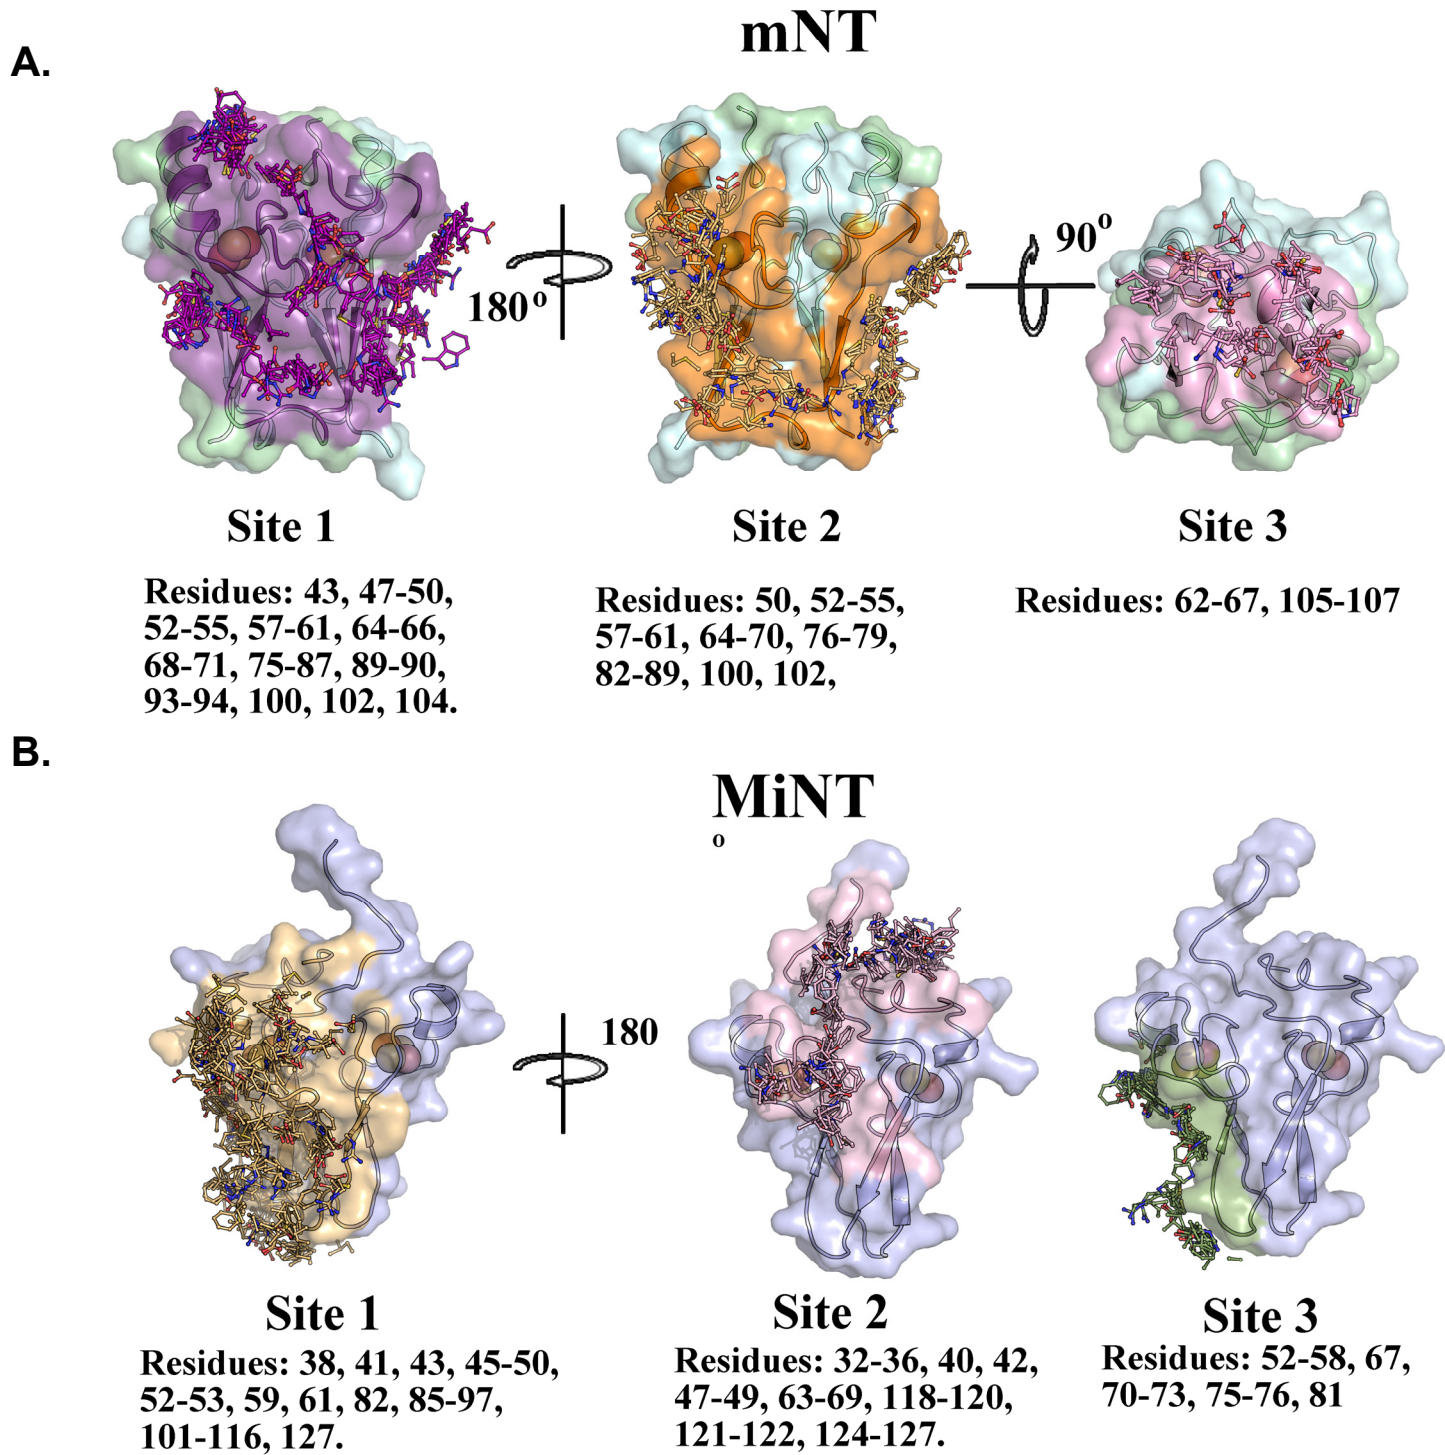 mNT
A.
180o
90o
Site 1
Site 2
Site 3
Residues: 43, 47-50,
52-55, 57-61, 64-66,
68-71, 75-87, 89-90,
93-94, 100, 102, 104.
Residues: 50, 52-55,
57-61, 64-70, 76-79,
82-89, 100, 102,
Residues: 62-67, 105-107
B.
MiNT
o
180
Site 1
Site 2
Site 3
Residues: 38, 41, 43, 45-50,
52-53, 59, 61, 82, 85-97,
101-116, 127.
Residues: 32-36, 40, 42,
47-49, 63-69, 118-120,
121-122, 124-127.
Residues: 52-58, 67,
70-73, 75-76, 81